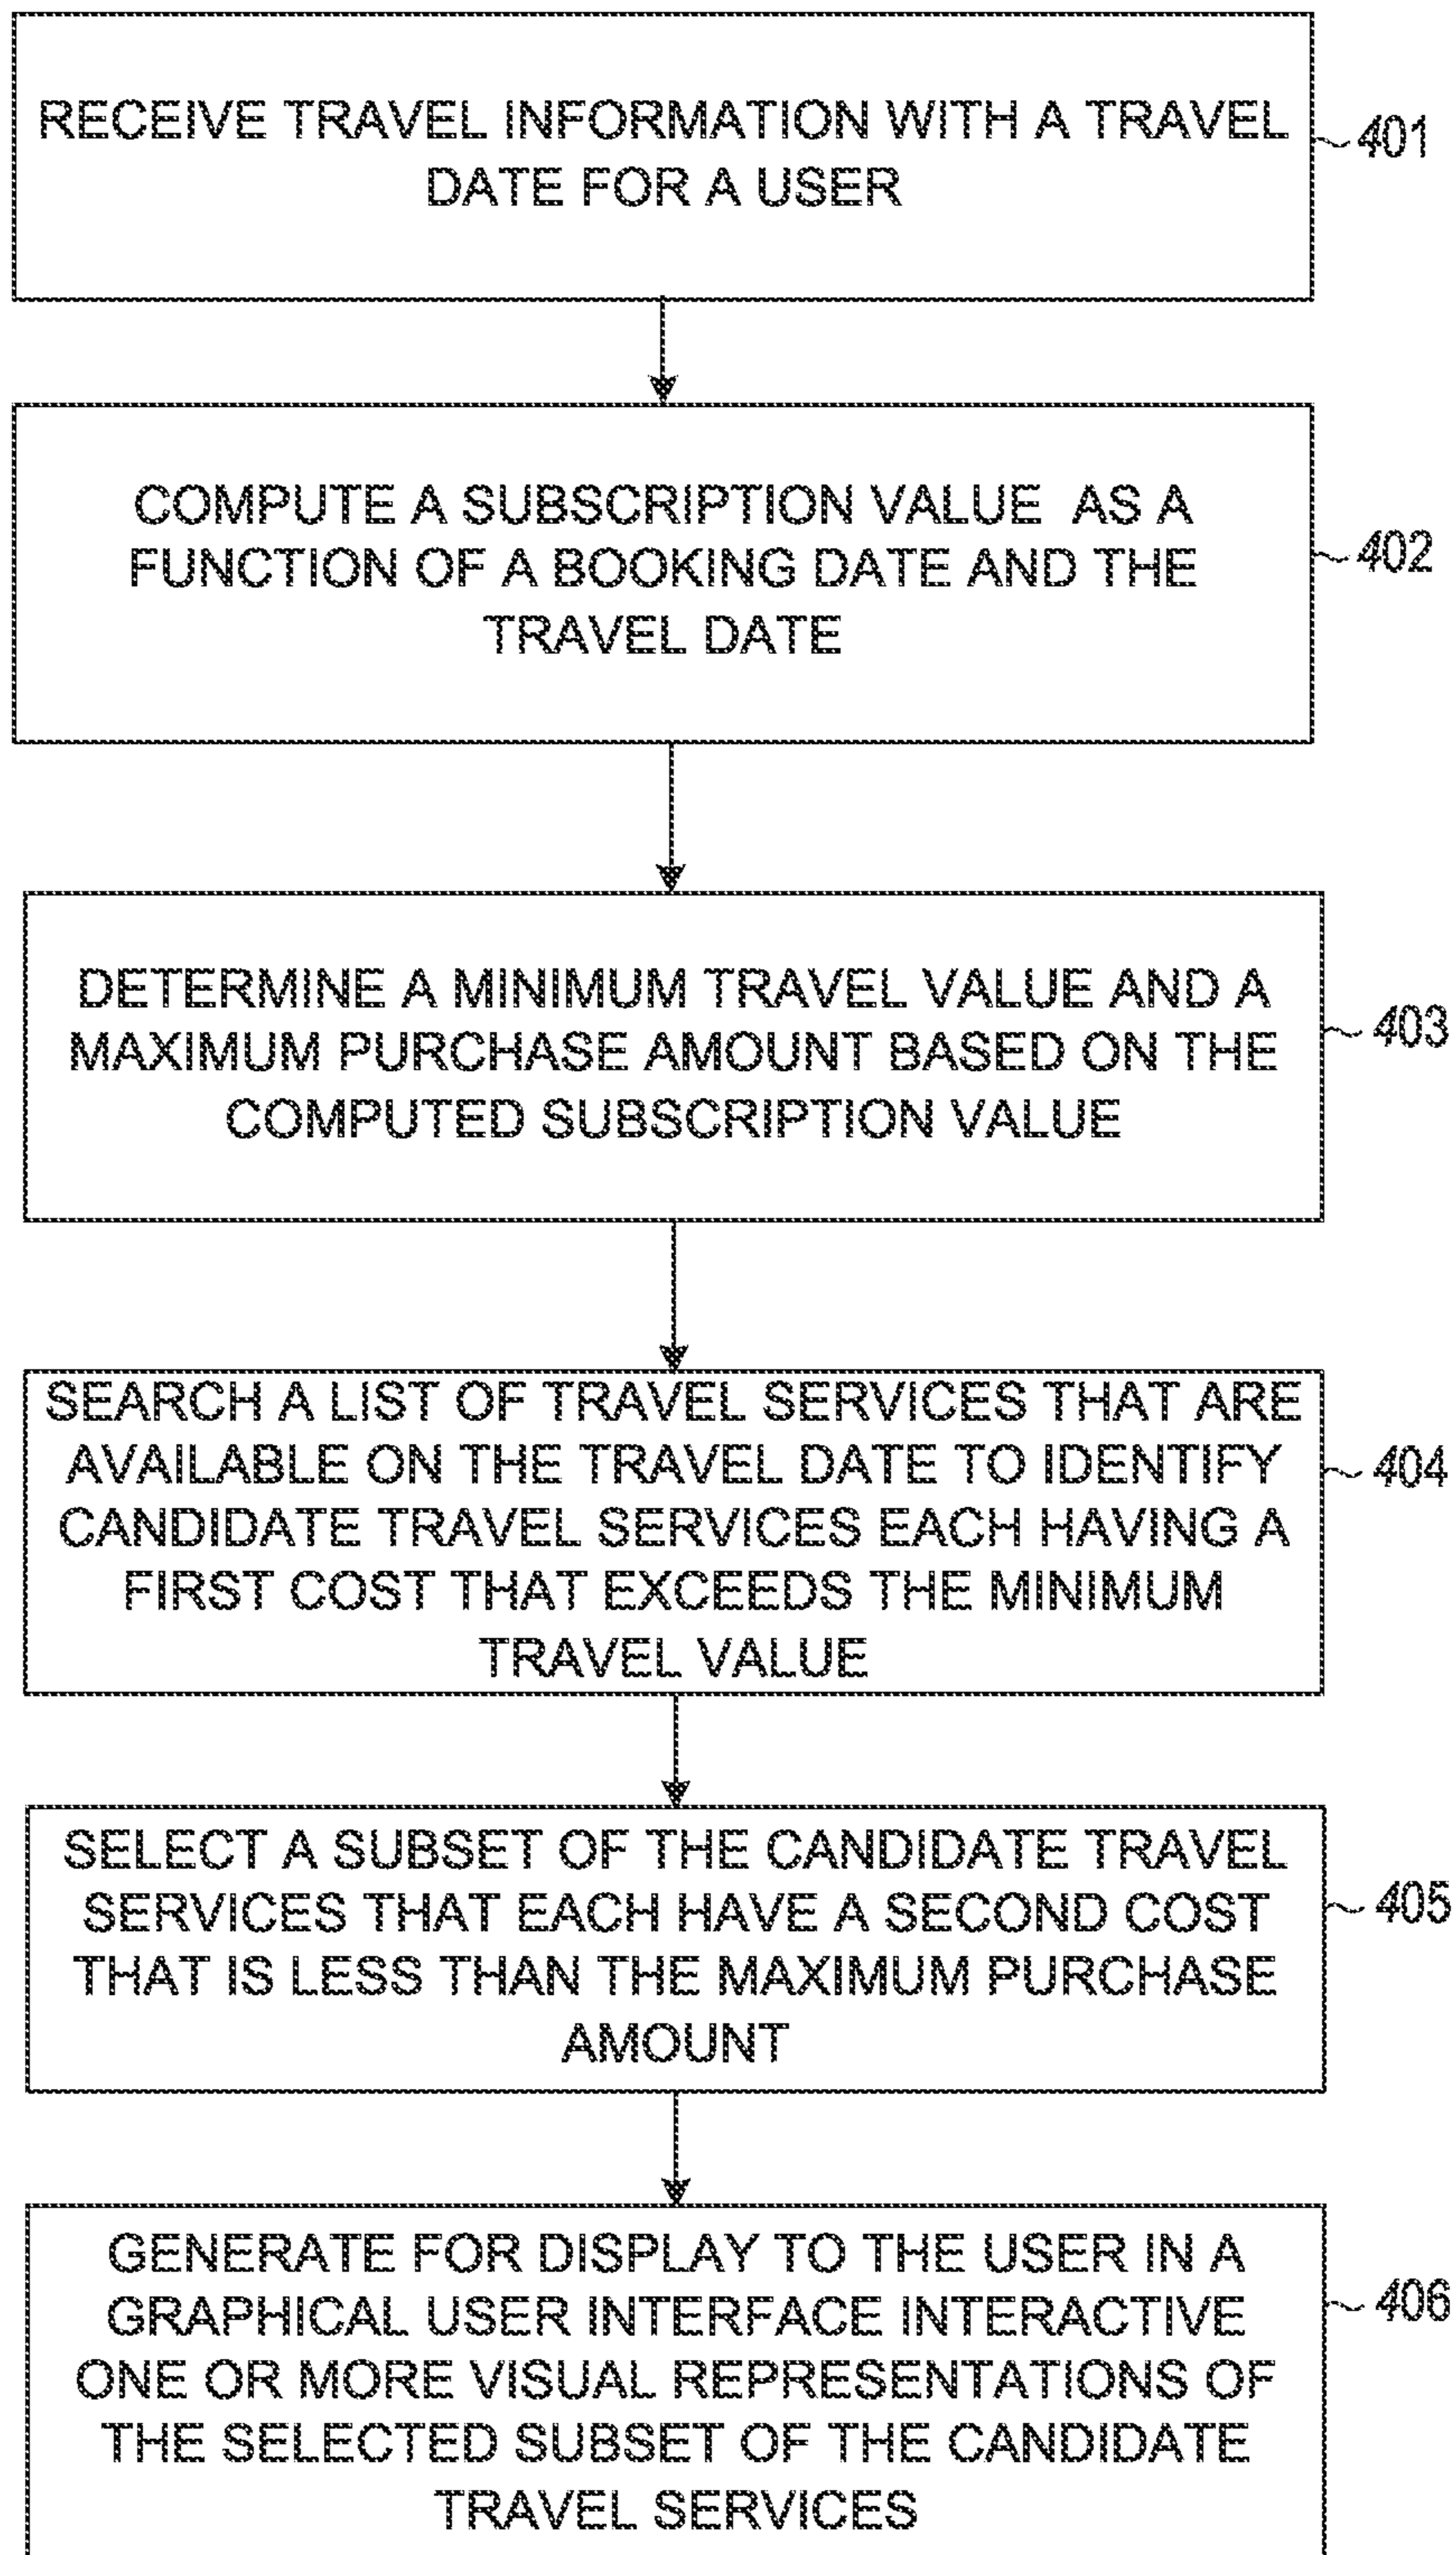 RECEIVE TRAVEL INFORMATION WITH A TRAVEL
DATE FOR A USER
401
COMPUTE A SUBSCRIPTION VALUE AS A
FUNCTION OF A BOOKING DATE AND THE
TRAVEL DATE
402
DETERMINE A MINIMUM TRAVEL VALUE AND A
MAXIMUM PURCHASE AMOUNT BASED ON THE
COMPUTED SUBSCRIPTION VALUE
403
SEARCH A LIST OF TRAVEL SERVICES THAT ARE
AVAILABLE ON THE TRAVEL DATE TO IDENTIFY
CANDIDATE TRAVEL SERVICES EACH HAVING A
FIRST COST THAT EXCEEDS THE MINIMUM
TRAVEL VALUE
404
SELECT A SUBSET OF THE CANDIDATE TRAVEL
SERVICES THAT EACH HAVE A SECOND COST
THAT IS LESS THAN THE MAXIMUM PURCHASE
AMOUNT
405
GENERATE FOR DISPLAY TO THE USER IN A
GRAPHICAL USER INTERFACE INTERACTIVE
ONE OR MORE VISUAL REPRESENTATIONS OF
THE SELECTED SUBSET OF THE CANDIDATE
TRAVEL SERVICES
406